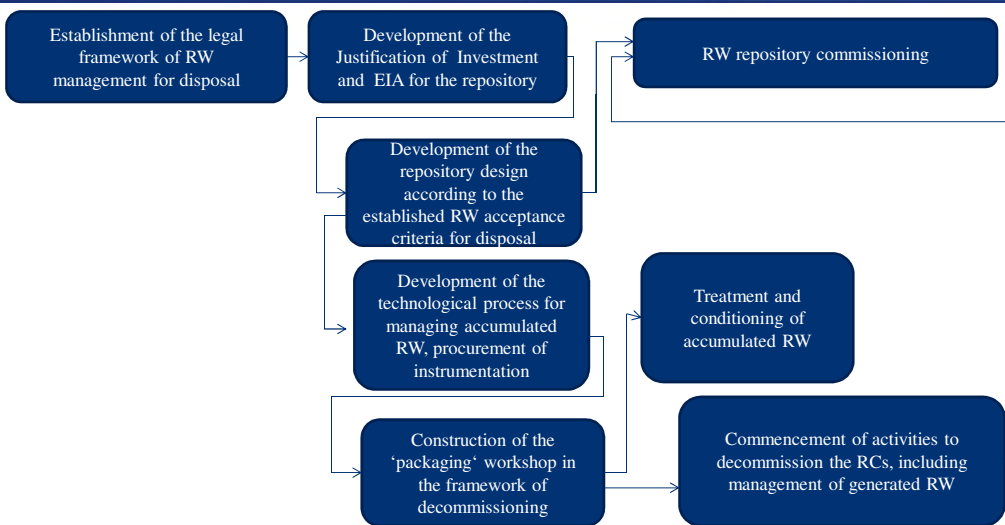 Establishment of the legal
framework of RW
management for disposal
Development of the
Justification of Investment
and EIA for the repository
RW repository commissioning
Development of the
repository design
according to the
established RW acceptance
criteria for disposal
Development of the
technological process for
managing accumulated
RW, procurement of
instrumentation
Treatment and
conditioning of
accumulated RW
Construction of the
‘packaging‘ workshop in
the framework of
decommissioning
Commencement of activities to
decommission the RCs, including
management of generated RW